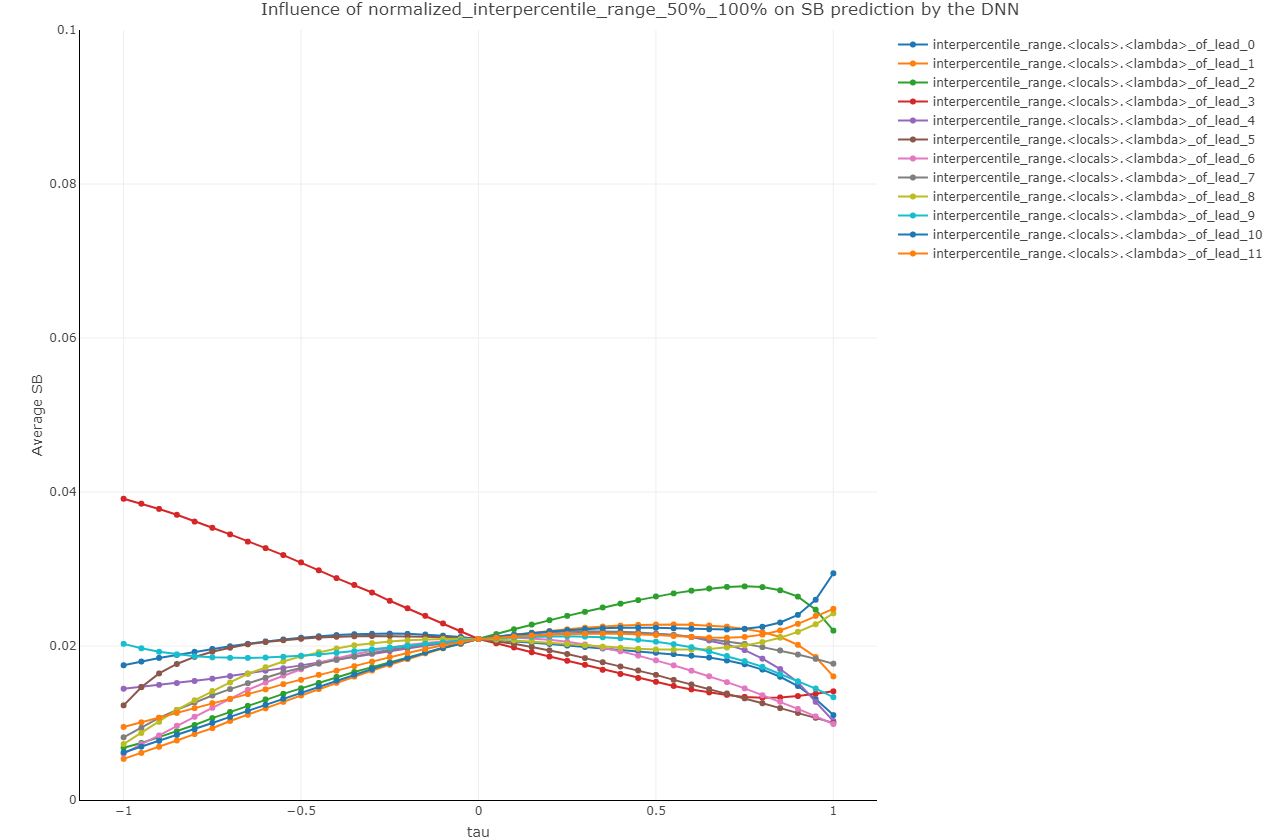 Influence of normalized_interpercentile_range_50%_100% on SB prediction by the DNN
0.1
0.08
0.06
0.04
0.02
0
Average SB
−1
−0.5
0
0.5
1
tau
interpercentile_range.<locals>.<lambda>_of_lead_0
interpercentile_range.<locals>.<lambda>_of_lead_1
interpercentile_range.<locals>.<lambda>_of_lead_2
interpercentile_range.<locals>.<lambda>_of_lead_3
interpercentile_range.<locals>.<lambda>_of_lead_4
interpercentile_range.<locals>.<lambda>_of_lead_5
interpercentile_range.<locals>.<lambda>_of_lead_6
interpercentile_range.<locals>.<lambda>_of_lead_7
interpercentile_range.<locals>.<lambda>_of_lead_8
interpercentile_range.<locals>.<lambda>_of_lead_9
interpercentile_range.<locals>.<lambda>_of_lead_10
interpercentile_range.<locals>.<lambda>_of_lead_11